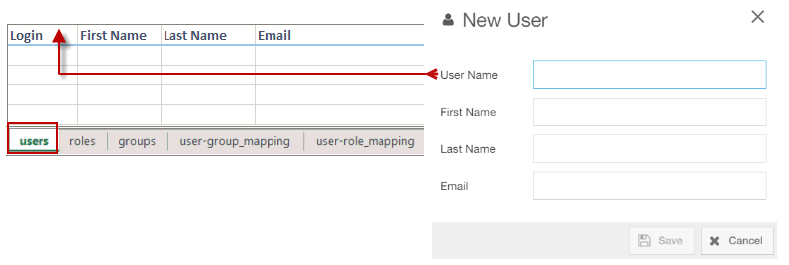 Login First Name Last Name Email
users roles groups user-group_mapping user-role_mapping
New User
User Name
First Name
Last Name
Email
Save Cancel